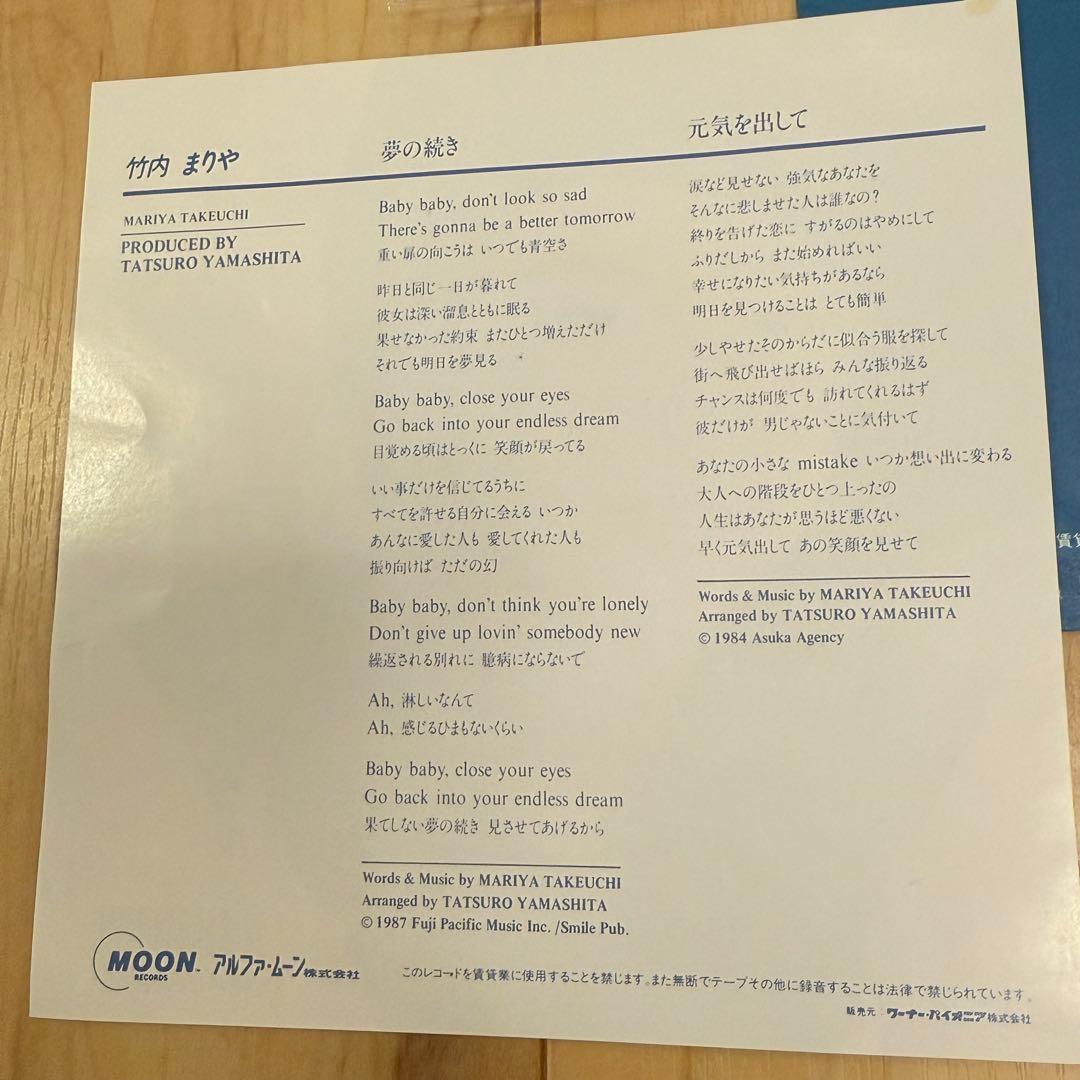 竹内 まりや
MARIYA TAKEUCHI
PRODUCED BY
TATSURO YAMASHITA
夢の続き
Baby baby, don't look so sad
There's gonna be a better tomorrow
重い扉の向こうは いつでも青空さ
昨日と同じ一日が暮れて
彼女は深い溜息とともに眠る
果せなかった約束 またひとつ増えただけ
それでも明日を夢見る
Baby baby, close your eyes
Go back into your endless dream
目覚める頃はとっくに 笑顔が戻ってる
いい事だけを信じてるうちに
すべてを許せる自分に会える いつか
あんなに愛した人も 愛してくれた人も
振り向けば ただの幻
Baby baby, don't think you're lonely
Don't give up lovin' somebody new
繰返される別れに 臆病にならないで
Ah, 淋しいなんて
Ah, 感じるひまもないくらい
Baby baby, close your eyes
Go back into your endless dream
果てしない夢の続き 見させてあげるから
Words & Music by MARIYA TAKEUCHI
Arranged by TATSURO YAMASHITA
© 1987 Fuji Pacific Music Inc. /Smile Pub.
元気を出して
涙など見せない 強気なあなたを
そんなに悲しませた人は誰なの?
終りを告げた恋に すがるのはやめにして
ふりだしから また始めればいい
幸せになりたい気持ちがあるなら
明日を見つけることは とても簡単
少しやせたそのからだに似合う服を探して
街へ飛び出せばほら みんな振り返る
チャンスは何度でも 訪れてくれるはず
彼だけが 男じゃないことに気付いて
あなたの小さな mistake いつか想い出に変わる
大人への階段をひとつ上ったの
人生はあなたが思うほど悪くない
早く元気出して あの笑顔を見せて
Words & Music by MARIYA TAKEUCHI
Arranged by TATSURO YAMASHITA
© 1984 Asuka Agency
MOON™
RECORDS
アルファ・ムーン株式会社
このレコードを賃貸業に使用することを禁じます。また無断でテープその他に録音することは法律で禁じられています。
販売元:ワーナー・パイオニア株式会社
賃貸